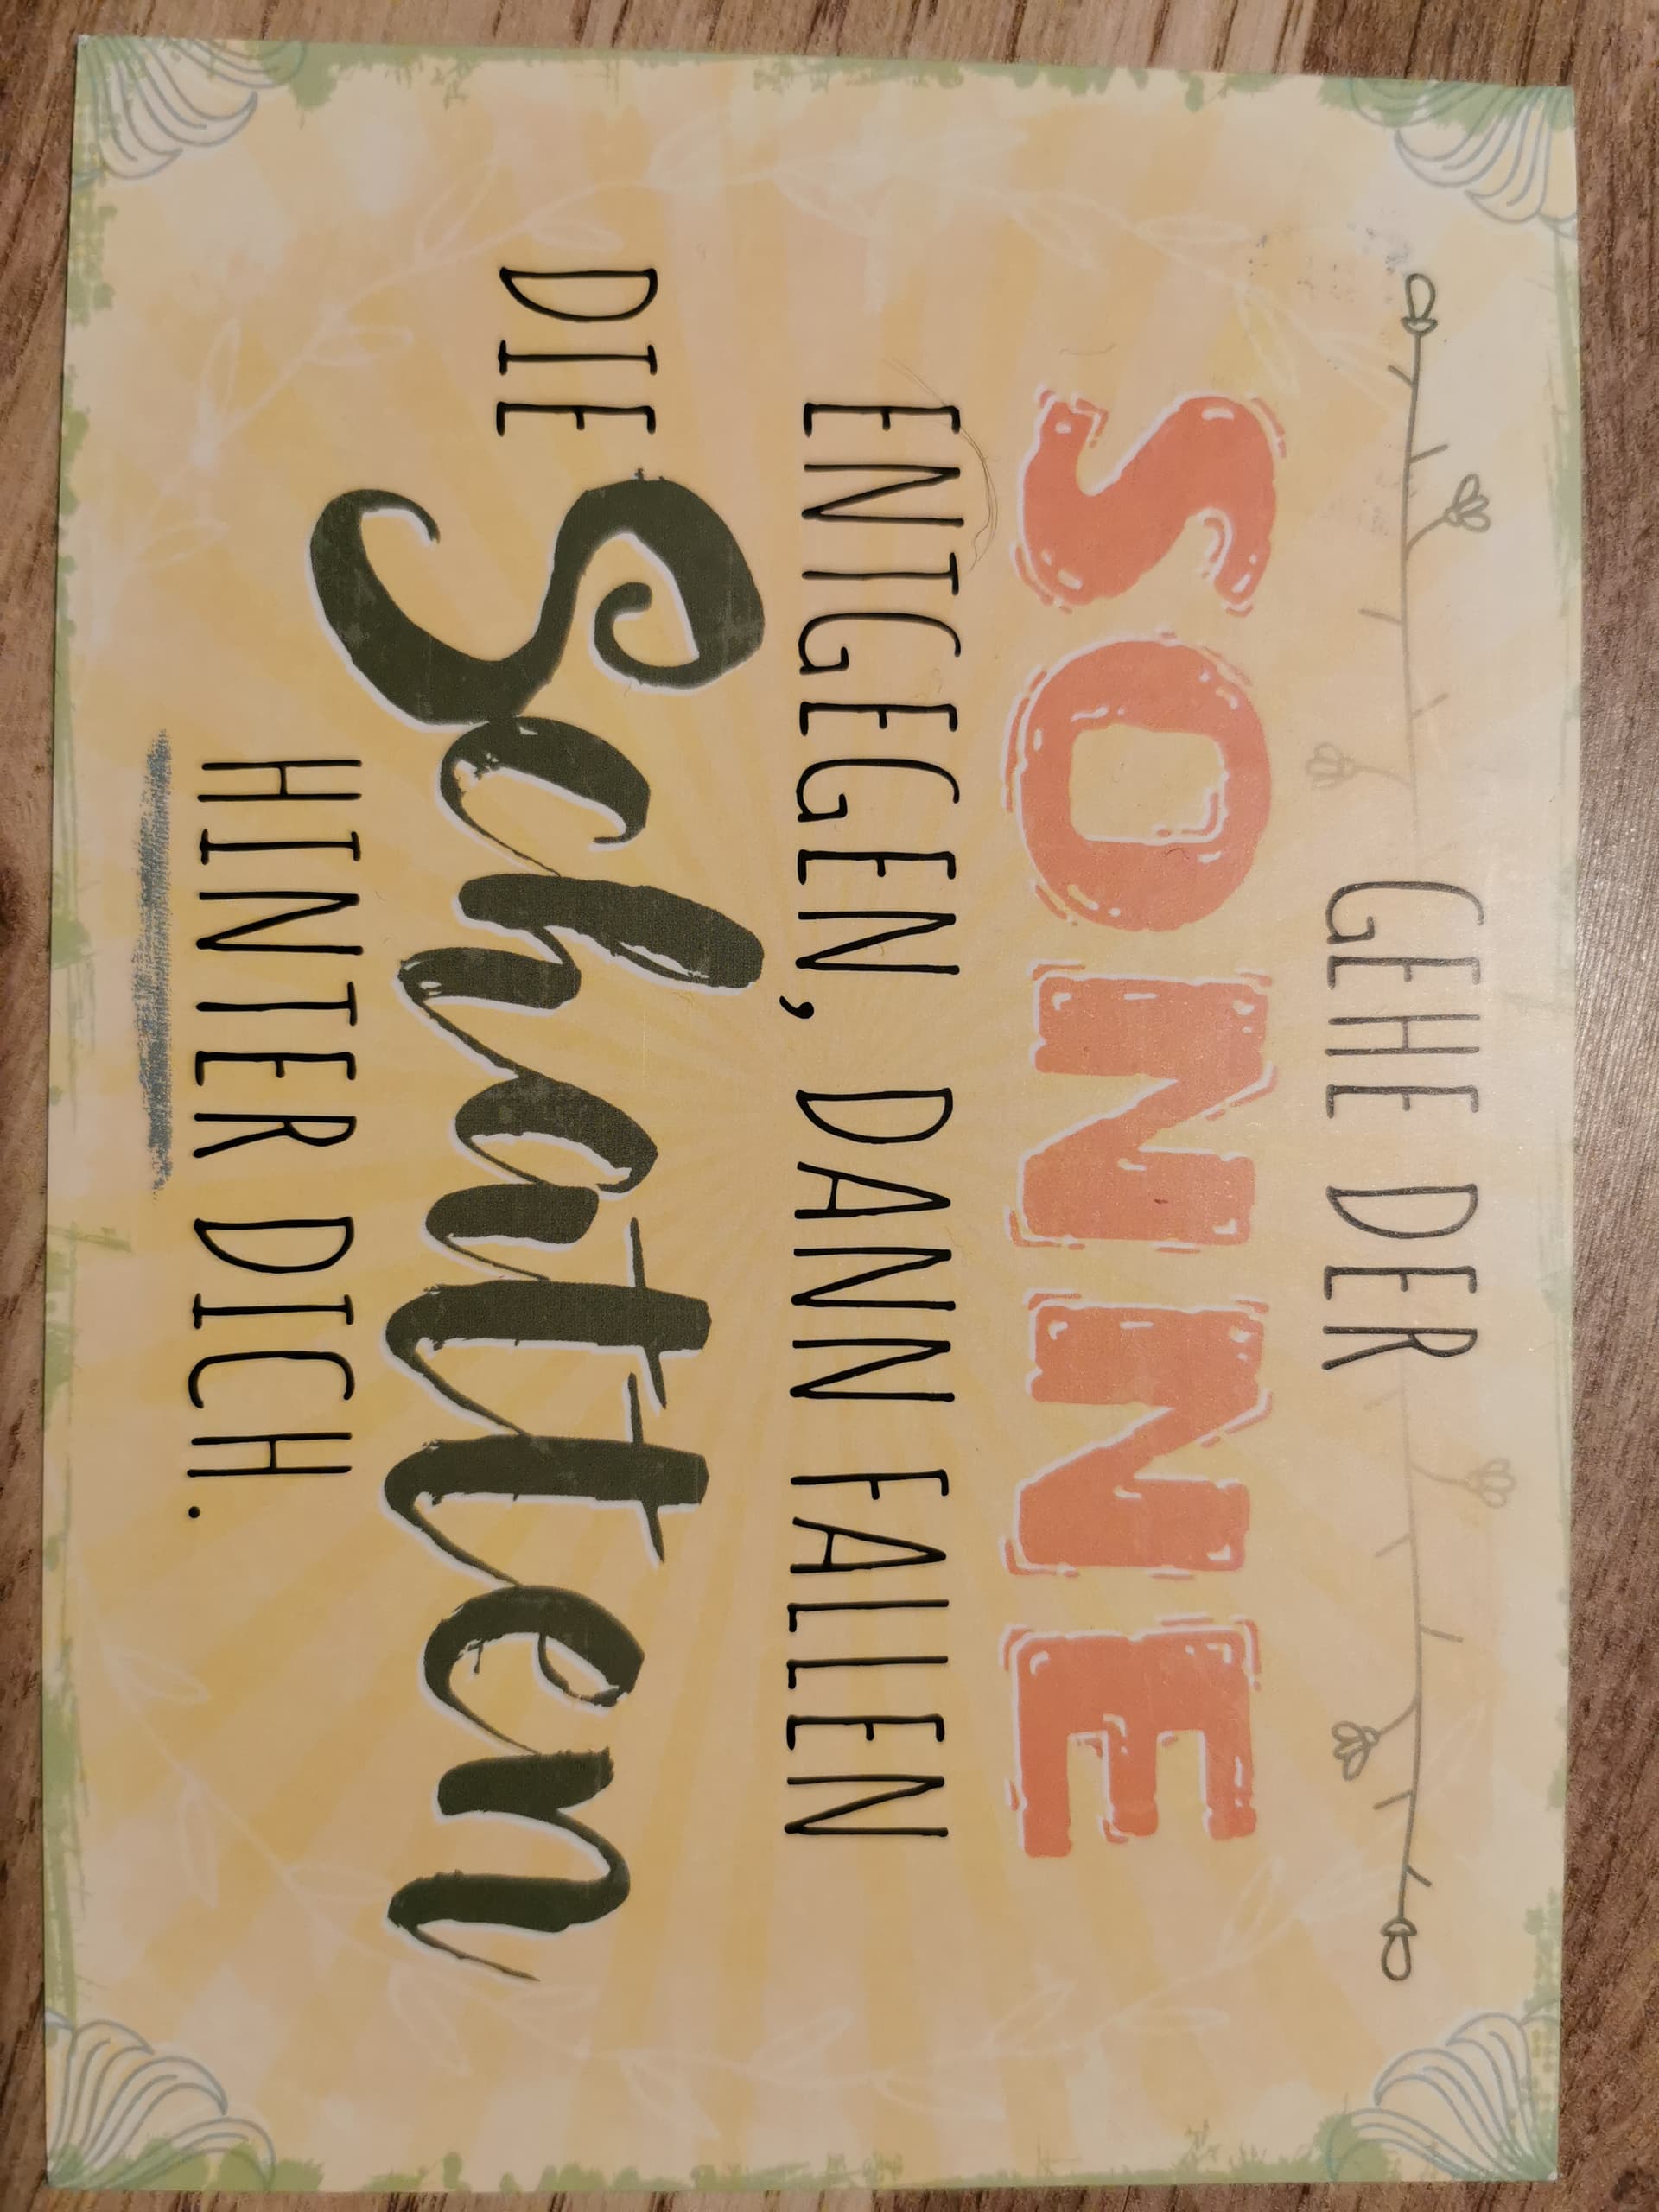 GEHE DER
SONNE
ENTGEGEN, DANN FALLEN
DIE Schatten
HINTER DICH.